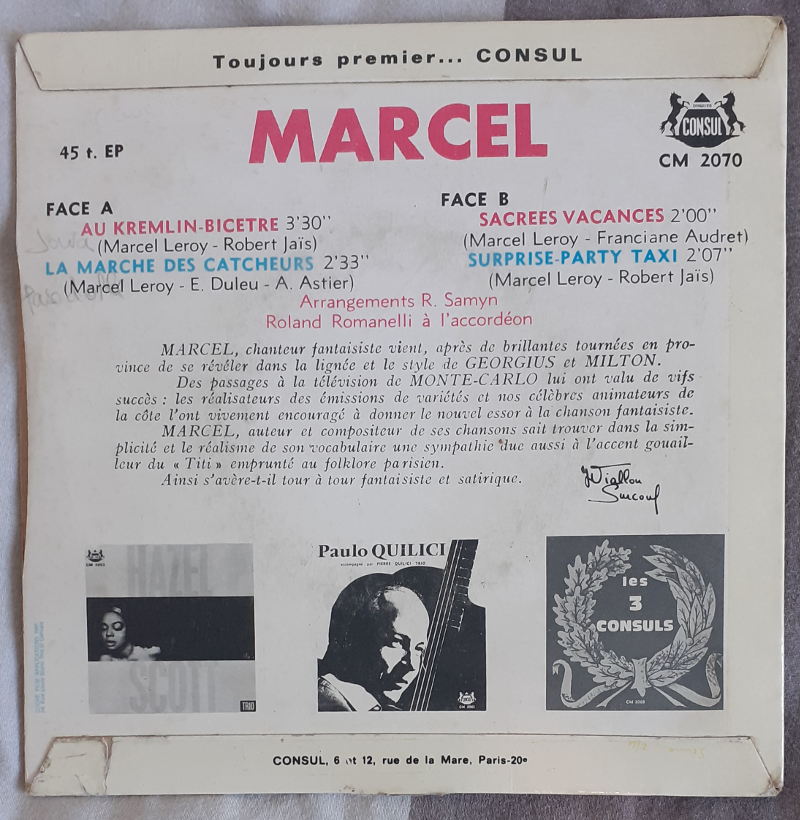 Toujours premier... CONSUL
MARCEL
45 t. EP
CONSUL
CM 2070
FACE A
AU KREMLIN-BICETRE 3'30''
(Marcel Leroy - Robert Jaïs)
LA MARCHE DES CATCHEURS 2'33''
(Marcel Leroy - E. Duleu - A. Astier)
FACE B
SACREES VACANCES 2'00''
(Marcel Leroy - Franciane Audret)
SURPRISE-PARTY TAXI 2'07''
(Marcel Leroy - Robert Jaïs)
Arrangements R. Samyn
Roland Romanelli à l'accordéon
MARCEL, chanteur fantaisiste vient, après de brillantes tournées en pro-
vince de se révéler dans la lignée et le style de GEORGIUS et MILTON.
Des passages à la télévision de MONTE-CARLO lui ont valu de vifs
succès : les réalisateurs des émissions de variétés et nos célèbres animateurs de
la côte l'ont vivement encouragé à donner le nouvel essor à la chanson fantaisiste.
MARCEL, auteur et compositeur de ses chansons sait trouver dans la sim-
plicité et le réalisme de son vocabulaire une sympathie due aussi à l'accent gouail-
leur du « Titi » emprunté au folklore parisien.
Ainsi s'avère-t-il tour à tour fantaisiste et satirique.
HAZEL
SCOTT
TRIO
Paulo QUILICI
accompagné par PIERRE QUILICI TRIO
les
3
CONSULS
CONSUL, 6 et 12, rue de la Mare, Paris-20e